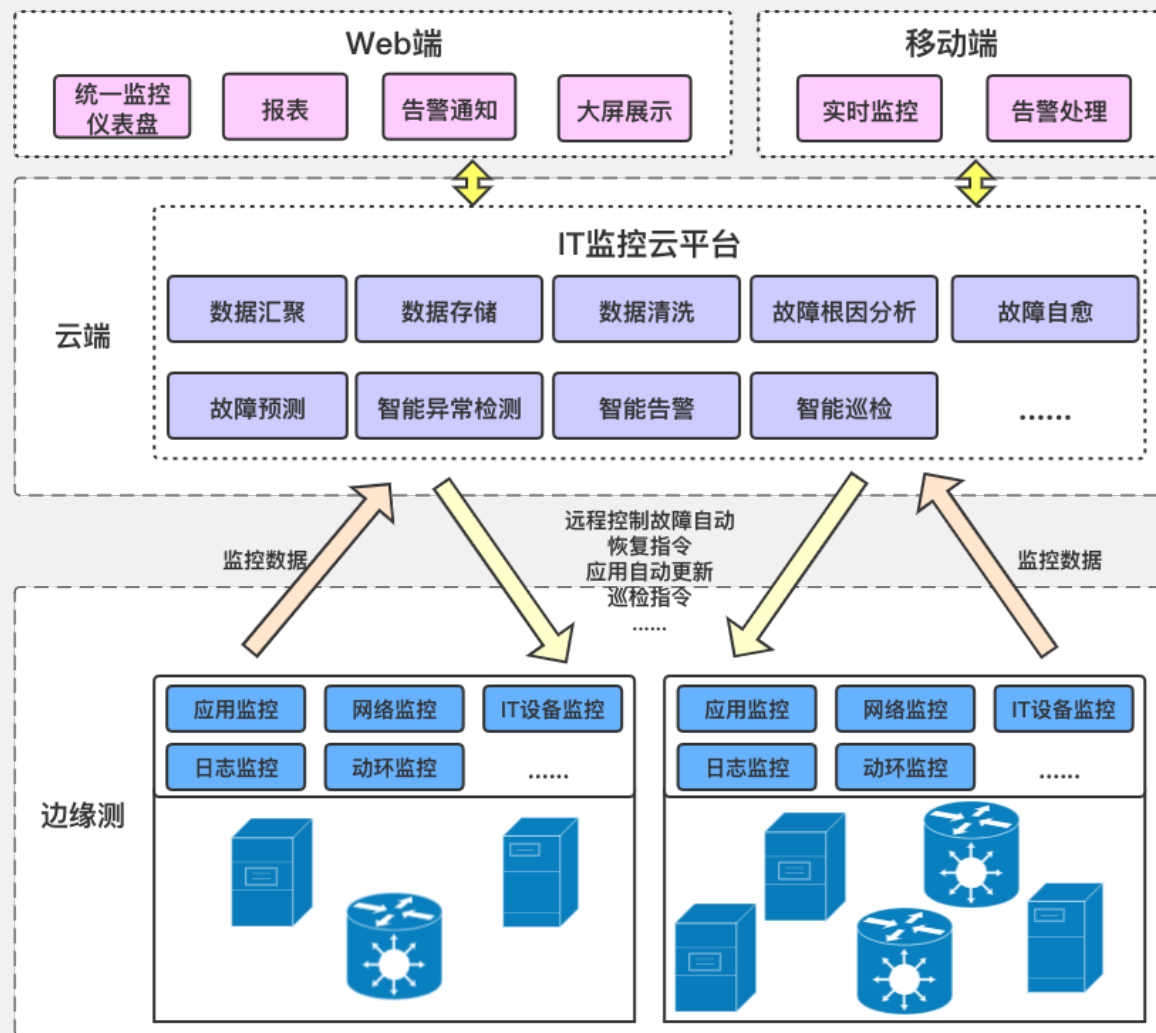 Web端
统一监控
仪表盘
报表
告警通知
大屏展示
移动端
实时监控
告警处理
云端
IT监控云平台
数据汇聚
数据存储
数据清洗
故障根因分析
故障自愈
故障预测
智能异常检测
智能告警
智能巡检
......
监控数据
远程控制故障自动
恢复指令
应用自动更新
巡检指令
......
监控数据
边缘测
应用监控
网络监控
IT设备监控
日志监控
动环监控
......
应用监控
网络监控
IT设备监控
日志监控
动环监控
......